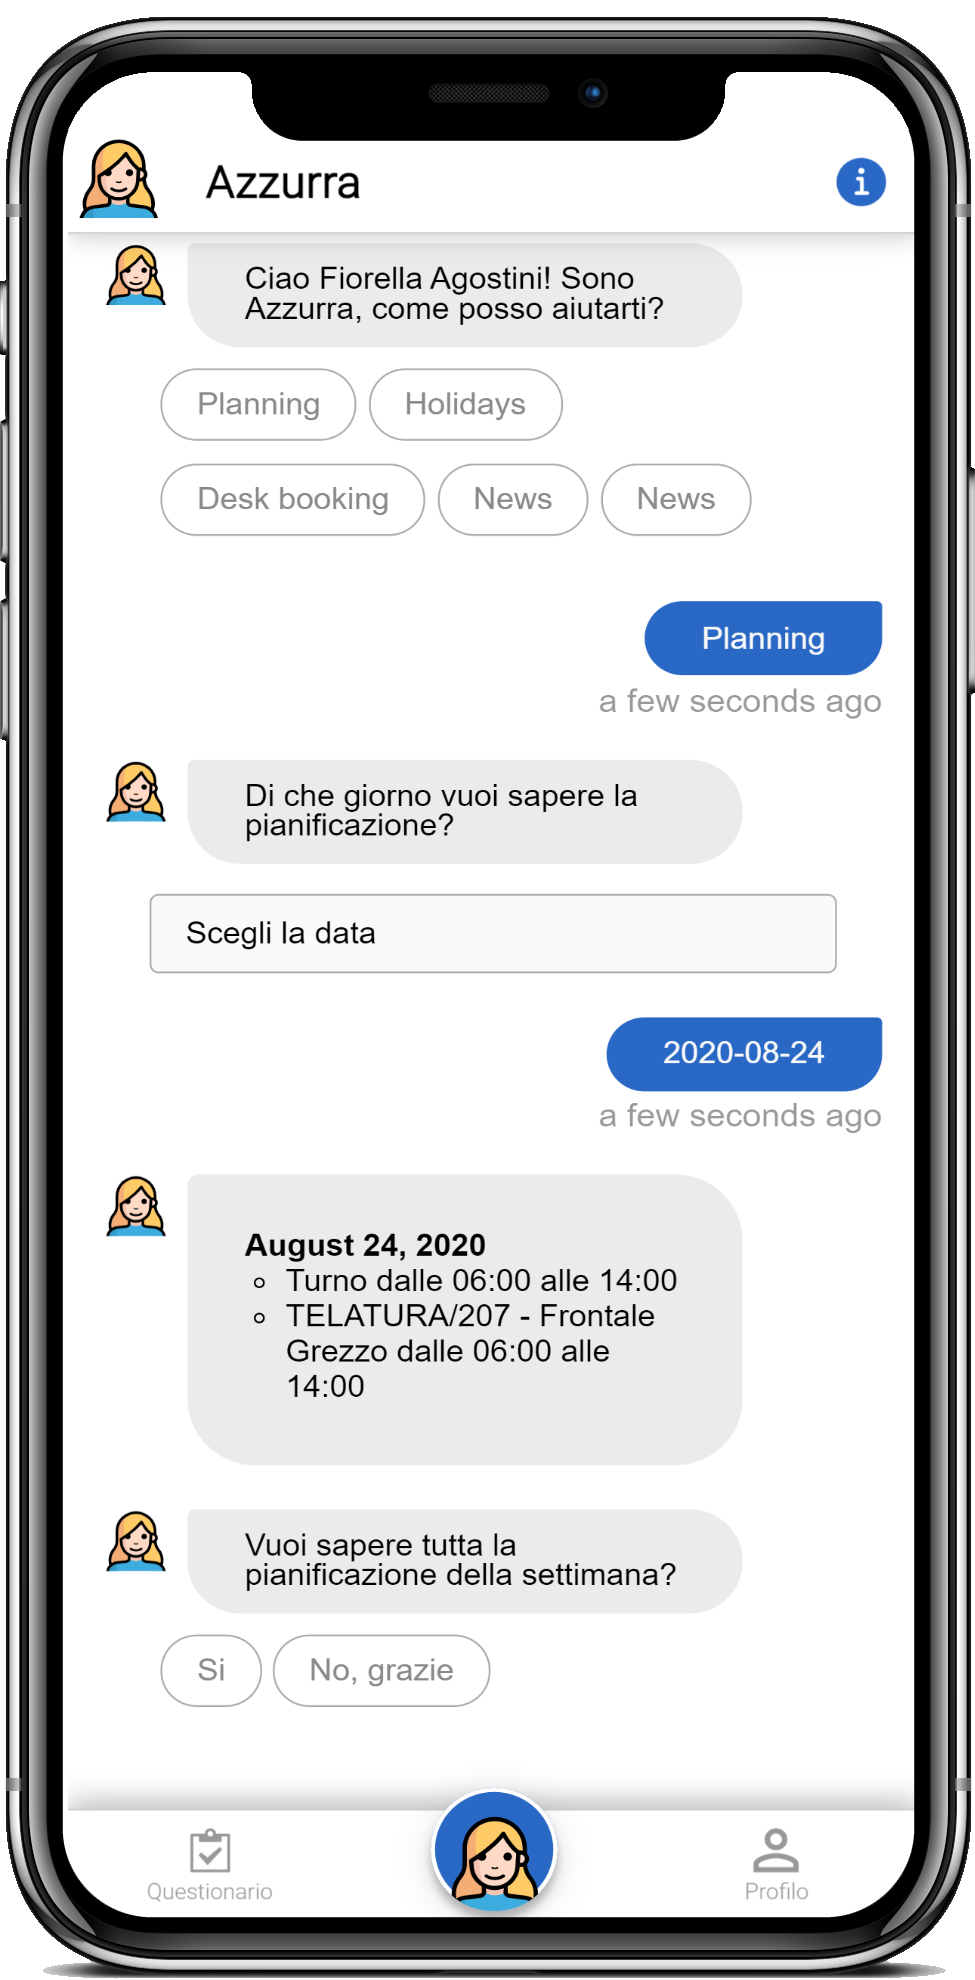 Azzurra
Ciao Fiorella Agostini! Sono
Azzurra, come posso aiutarti?
Planning
Holidays
Desk booking
News
News
Planning
a few seconds ago
Di che giorno vuoi sapere la
pianificazione?
Scegli la data
2020-08-24
a few seconds ago
August 24, 2020
Turno dalle 06:00 alle 14:00
TELATURA/207 - Frontale
Grezzo dalle 06:00 alle
14:00
Vuoi sapere tutta la
pianificazione della settimana?
Si
No, grazie
Questionario
Profilo